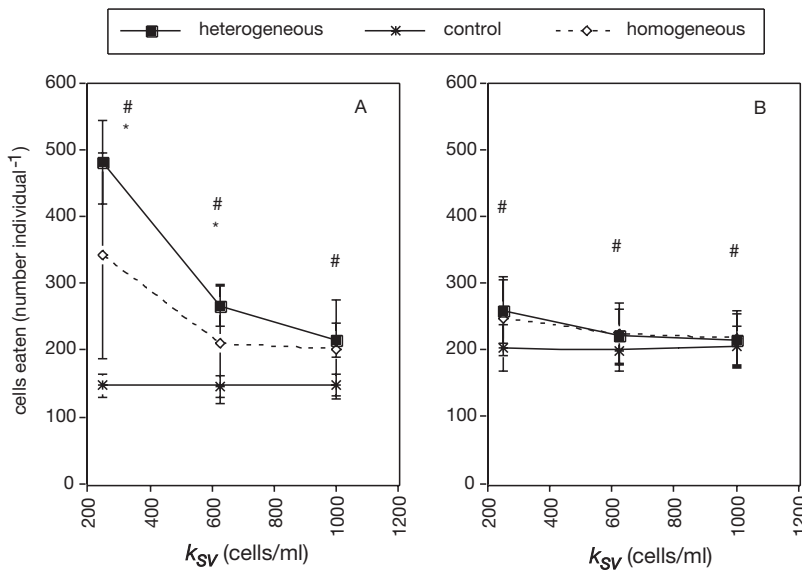 heterogeneous control homogeneous
600
500
400
300
200
100
0
cells eaten (number individual⁻¹)
A
#
*
#
*
#
200 400 600 800 1000 1200
kSV (cells/ml)
600
500
400
300
200
100
0
B
#
#
#
200 400 600 800 1000 1200
kSV (cells/ml)